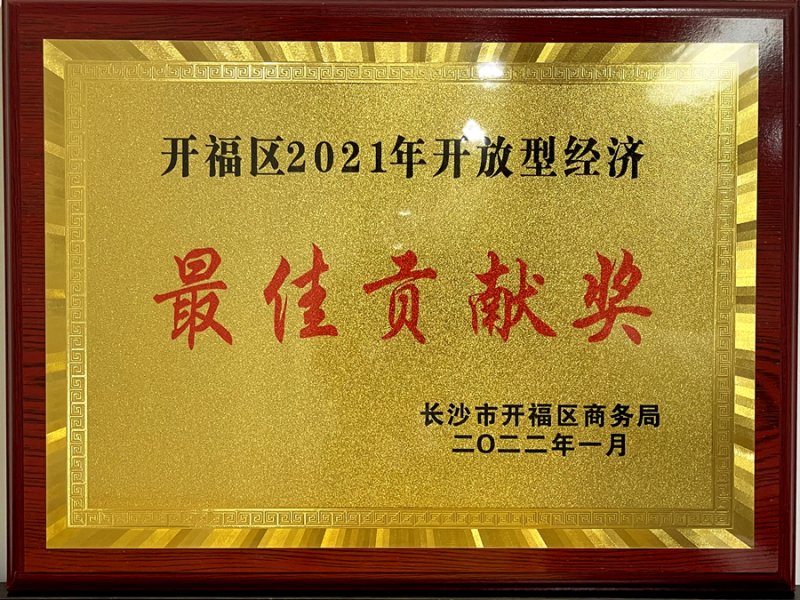 开福区2021年开放型经济
最佳贡献奖
长沙市开福区商务局
二〇二二年一月